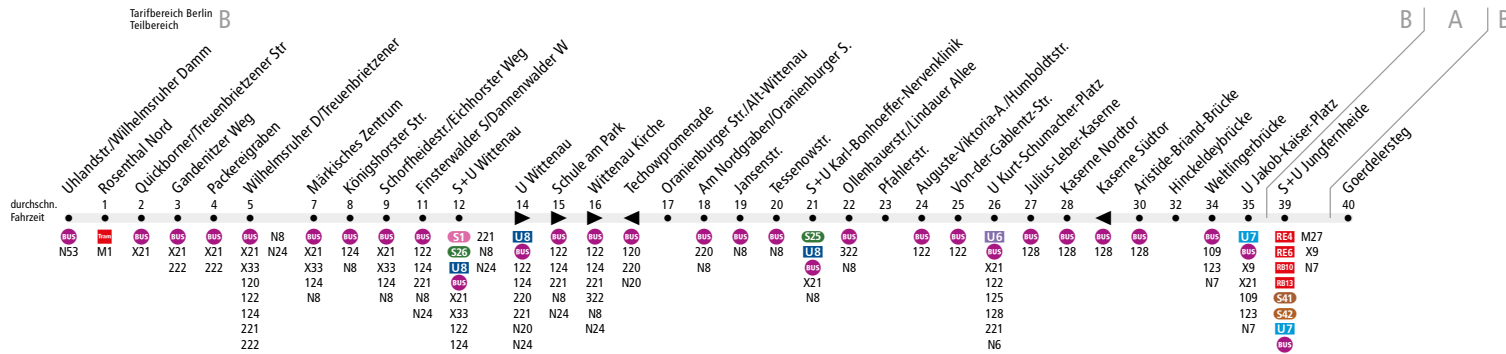 Tarifbereich Berlin B
Teilbereich
B A B
Uhlandstr./Wilhelmsruher Damm
Rosenthal Nord
Quickborner/Treuenbrietzener Str
Gandenitzer Weg
Packereigraben
Wilhelmsruher D/Treuenbrietzener
Märkisches Zentrum
Königshorster Str.
Schorfheidestr./Eichhorster Weg
Finsterwalder S/Dannenwalder W
S+U Wittenau
U Wittenau
Schule am Park
Wittenau Kirche
Techowpromenade
Oranienburger Str./Alt-Wittenau
Am Nordgraben/Oranienburger S.
Jansenstr.
Tessenowstr.
S+U Karl-Bonhoeffer-Nervenklinik
Ollenhauerstr./Lindauer Allee
Pfahlerstr.
Auguste-Viktoria-A./Humboldtstr.
Von-der-Gablentz-Str.
U Kurt-Schumacher-Platz
Julius-Leber-Kaserne
Kaserne Nordtor
Kaserne Südtor
Aristide-Briand-Brücke
Hinckeldeybrücke
Weltlingerbrücke
U Jakob-Kaiser-Platz
S+U Jungfernheide
Goerdelersteg
durchschn. 1 2 3 4 5 7 8 9 11 12 14 15 16 17 18 19 20 21 22 23 24 25 26 27 28 30 32 34 35 39 40
Fahrzeit
BUS
N53
Tram
M1
BUS
X21
BUS
X21
222
BUS
X21
222
BUS N8
X21 N24
X33
120
122
124
221
222
BUS
X21
X33
124
N8
BUS
124
N8
BUS
X21
X33
124
N8
BUS
122
124
221
N8
N24
S1 221
S26 N8
U8 N24
BUS
X21
X33
122
124
U8
BUS
122
124
220
221
N20
N24
BUS
122
124
221
N8
N24
BUS
122
124
221
322
N8
N24
BUS
120
220
N20
BUS
220
N8
BUS
N8
BUS
N8
S25
U8
BUS
X21
N8
BUS
322
N8
BUS
122
BUS
122
U6
BUS
X21
122
125
128
221
N6
BUS
128
BUS
128
BUS
128
BUS
128
BUS
109
123
N7
U7
BUS
X9
X21
109
123
N7
RE4 M27
RE6 X9
RB10 N7
RB13
S41
S42
U7
BUS